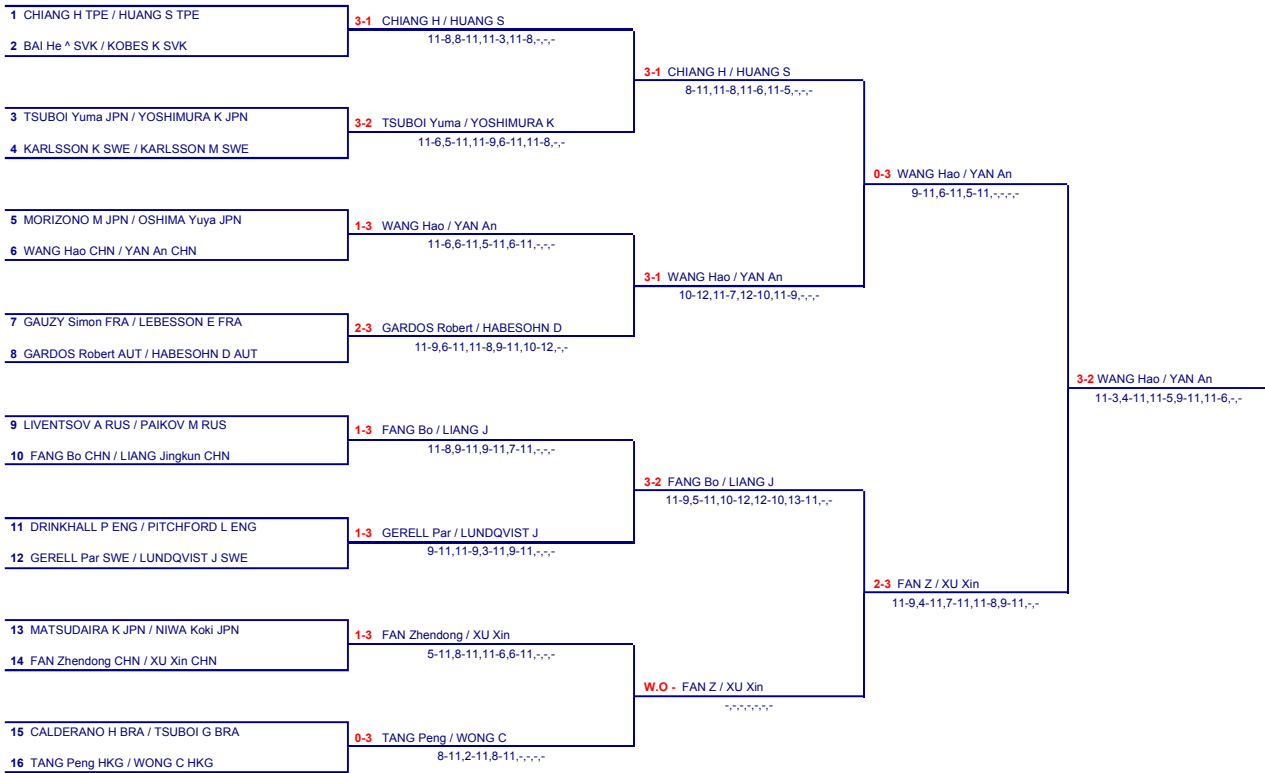 1 CHIANG H TPE / HUANG S TPE
2 BAI He ^ SVK / KOBES K SVK
3 TSUBOI Yuma JPN / YOSHIMURA K JPN
4 KARLSSON K SWE / KARLSSON M SWE
5 MORIZONO M JPN / OSHIMA Yuya JPN
6 WANG Hao CHN / YAN An CHN
7 GAUZY Simon FRA / LEBESSON E FRA
8 GARDOS Robert AUT / HABESOHN D AUT
9 LIVENTSOV A RUS / PAIKOV M RUS
10 FANG Bo CHN / LIANG Jingkun CHN
11 DRINKHALL P ENG / PITCHFORD L ENG
12 GERELL Par SWE / LUNDQVIST J SWE
13 MATSUDAIRA K JPN / NIWA Koki JPN
14 FAN Zhendong CHN / XU Xin CHN
15 CALDERANO H BRA / TSUBOI G BRA
16 TANG Peng HKG / WONG C HKG
3-1 CHIANG H / HUANG S
11-8,8-11,11-3,11-8,-,-,-
3-2 TSUBOI Yuma / YOSHIMURA K
11-6,5-11,11-9,6-11,11-8,-,-
1-3 WANG Hao / YAN An
11-6,6-11,5-11,6-11,-,-,-
2-3 GARDOS Robert / HABESOHN D
11-9,6-11,11-8,9-11,10-12,-,-
1-3 FANG Bo / LIANG J
11-8,9-11,9-11,7-11,-,-,-
1-3 GERELL Par / LUNDQVIST J
9-11,11-9,3-11,9-11,-,-,-
1-3 FAN Zhendong / XU Xin
5-11,8-11,11-6,6-11,-,-,-
0-3 TANG Peng / WONG C
8-11,2-11,8-11,-,-,-,-
3-1 CHIANG H / HUANG S
8-11,11-8,11-6,11-5,-,-,-
3-1 WANG Hao / YAN An
10-12,11-7,12-10,11-9,-,-,-
3-2 FANG Bo / LIANG J
11-9,5-11,10-12,12-10,13-11,-,-
W.O - FAN Z / XU Xin
-,-,-,-,-,-,-
0-3 WANG Hao / YAN An
9-11,6-11,5-11,-,-,-,-
2-3 FAN Z / XU Xin
11-9,4-11,7-11,11-8,9-11,-,-
3-2 WANG Hao / YAN An
11-3,4-11,11-5,9-11,11-6,-,-